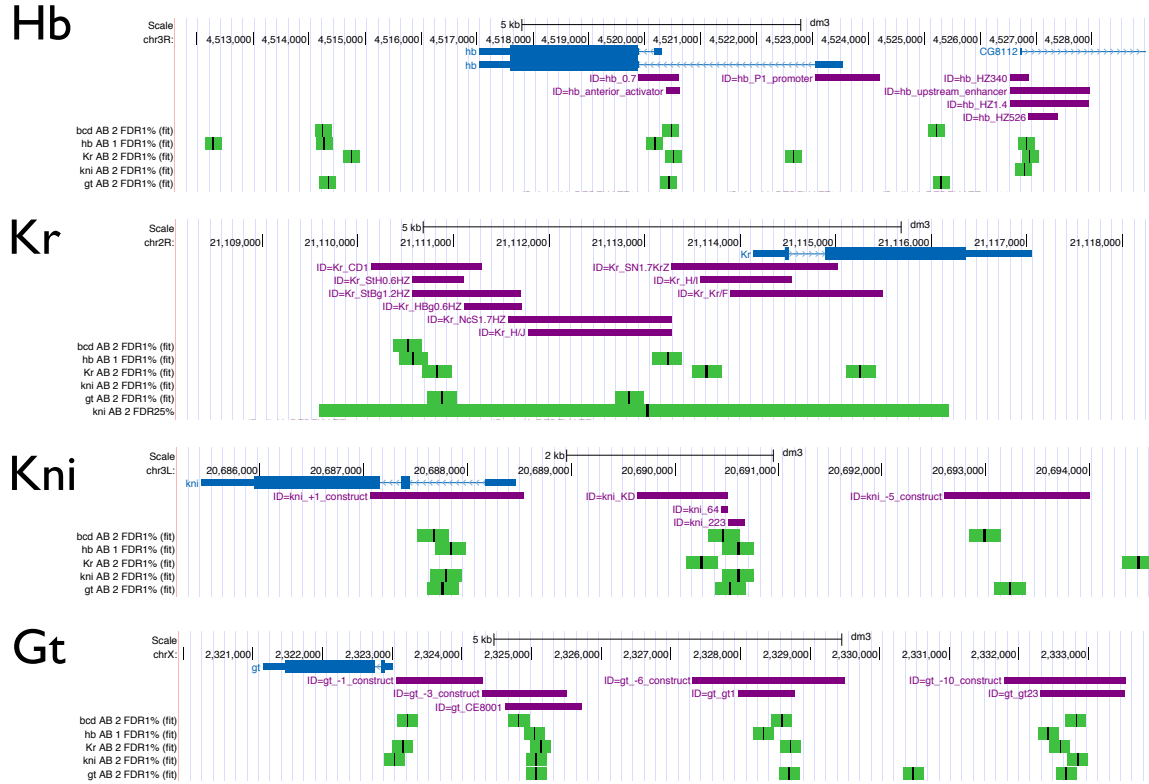 Hb
Scale 5 kb dm3
chr3R: 4,513,000 4,514,000 4,515,000 4,516,000 4,517,000 4,518,000 4,519,000 4,520,000 4,521,000 4,522,000 4,523,000 4,524,000 4,525,000 4,526,000 4,527,000 4,528,000
hb CG8112
hb
ID=hb_0.7 ID=hb_P1_promoter ID=hb_HZ340
ID=hb_anterior_activator ID=hb_upstream_enhancer
ID=hb_HZ1.4
ID=hb_HZ526
bcd AB 2 FDR1% (fit)
hb AB 1 FDR1% (fit)
Kr AB 2 FDR1% (fit)
kni AB 2 FDR1% (fit)
gt AB 2 FDR1% (fit)
Kr
Scale 5 kb dm3
chr2R: 21,109,000 21,110,000 21,111,000 21,112,000 21,113,000 21,114,000 21,115,000 21,116,000 21,117,000 21,118,000
Kr
ID=Kr_CD1 ID=Kr_SN1.7KrZ
ID=Kr_StH0.6HZ ID=Kr_H/I
ID=Kr_StBg1.2HZ ID=Kr_Kr/F
ID=Kr_HBg0.6HZ
ID=Kr_NcS1.7HZ
ID=Kr_H/J
bcd AB 2 FDR1% (fit)
hb AB 1 FDR1% (fit)
Kr AB 2 FDR1% (fit)
kni AB 2 FDR1% (fit)
gt AB 2 FDR1% (fit)
kni AB 2 FDR25%
Kni
Scale 2 kb dm3
chr3L: 20,686,000 20,687,000 20,688,000 20,689,000 20,690,000 20,691,000 20,692,000 20,693,000 20,694,000
kni
ID=kni_+1_construct ID=kni_KD ID=kni_-5_construct
ID=kni_64
ID=kni_223
bcd AB 2 FDR1% (fit)
hb AB 1 FDR1% (fit)
Kr AB 2 FDR1% (fit)
kni AB 2 FDR1% (fit)
gt AB 2 FDR1% (fit)
Gt
Scale 5 kb dm3
chrX: 2,321,000 2,322,000 2,323,000 2,324,000 2,325,000 2,326,000 2,327,000 2,328,000 2,329,000 2,330,000 2,331,000 2,332,000 2,333,000
gt
ID=gt_-1_construct ID=gt_-6_construct ID=gt_-10_construct
ID=gt_-3_construct ID=gt_gt1 ID=gt_gt23
ID=gt_CE8001
bcd AB 2 FDR1% (fit)
hb AB 1 FDR1% (fit)
Kr AB 2 FDR1% (fit)
kni AB 2 FDR1% (fit)
gt AB 2 FDR1% (fit)